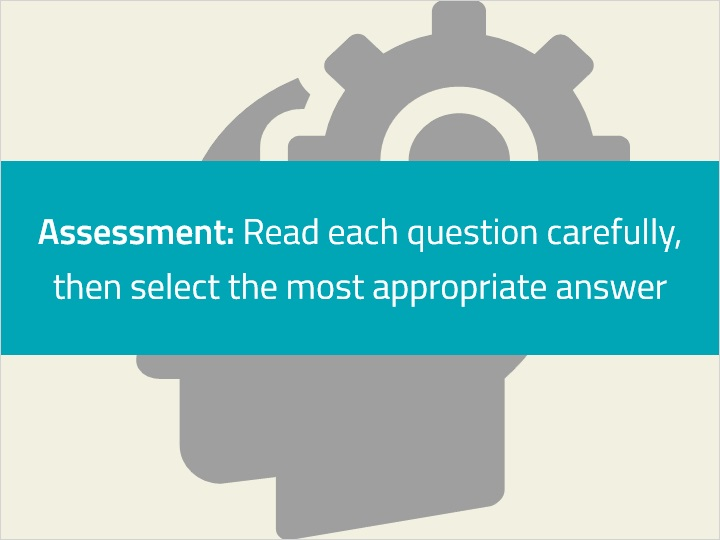 Assessment: Read each question carefully,
then select the most appropriate answer